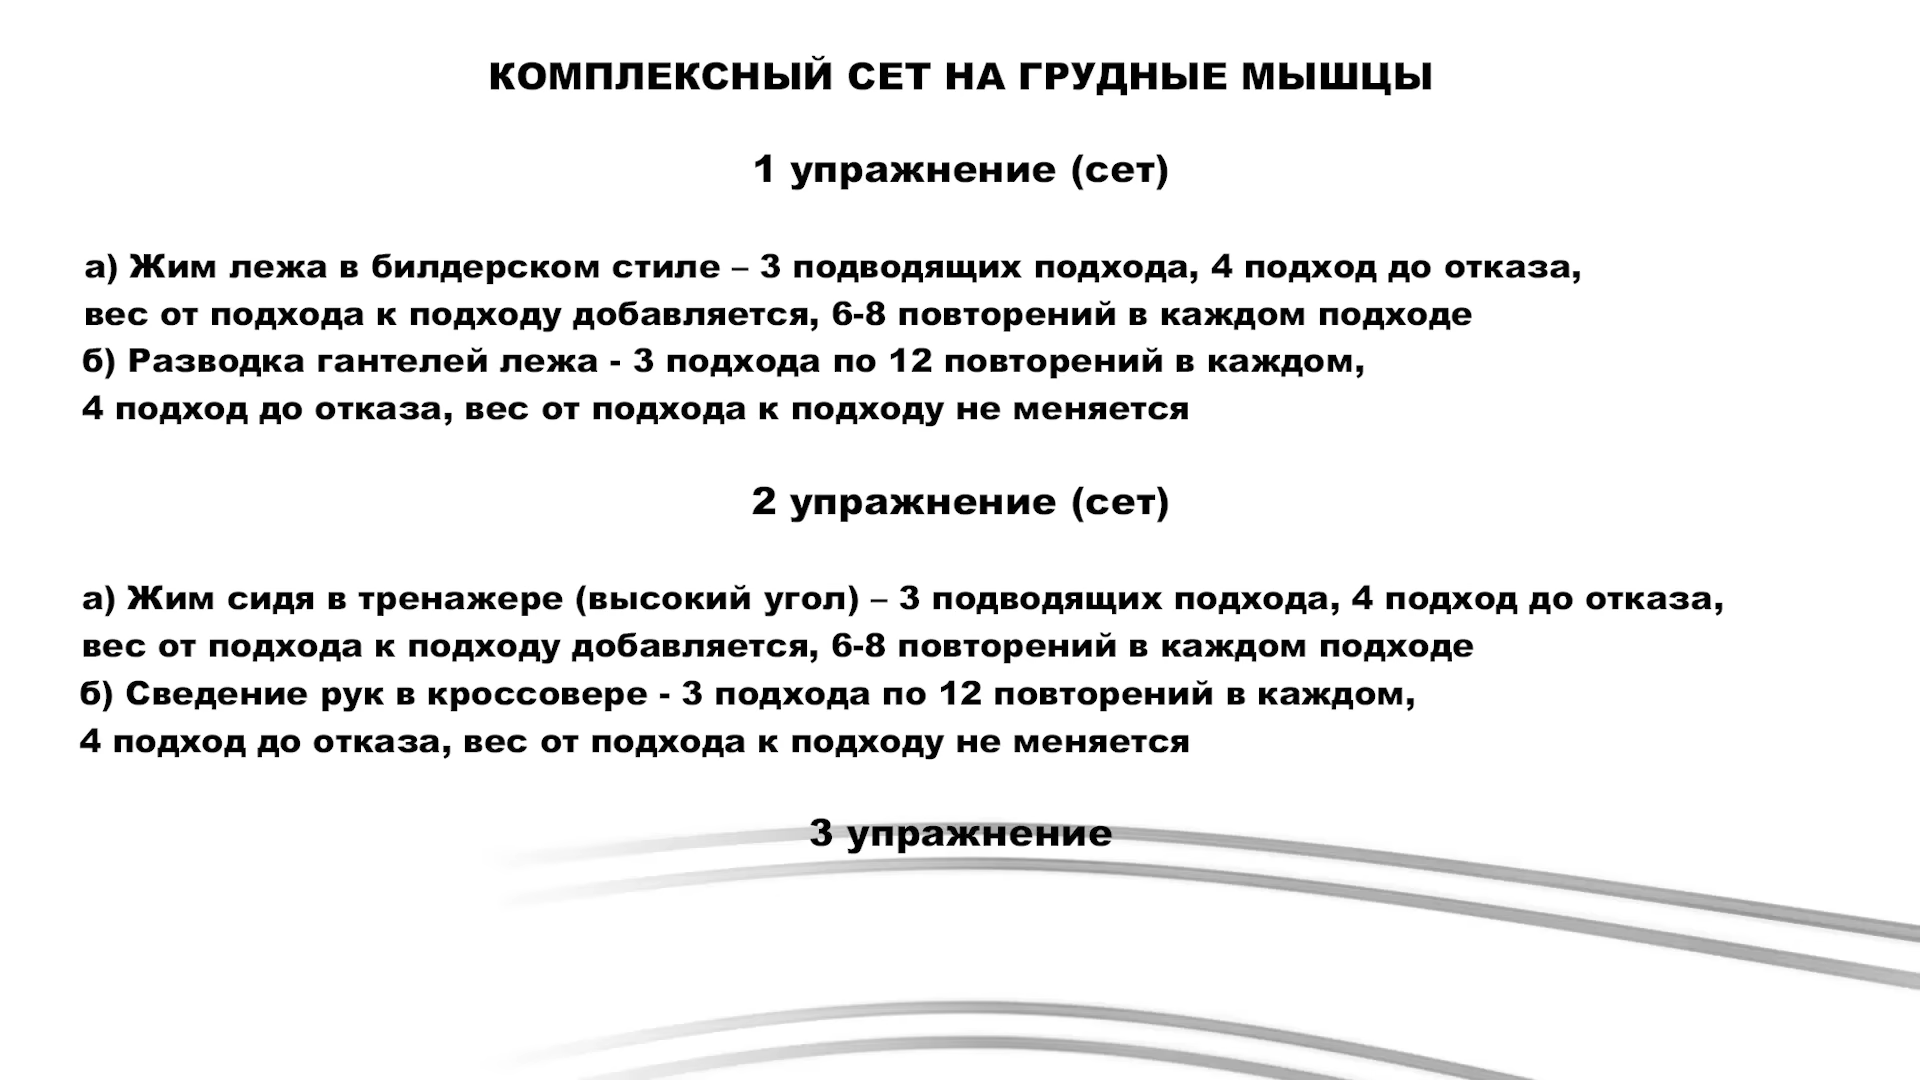 КОМПЛЕКСНЫЙ СЕТ НА ГРУДНЫЕ МЫШЦЫ
1 упражнение (сет)
а) Жим лежа в билдерском стиле – 3 подводящих подхода, 4 подход до отказа,
вес от подхода к подходу добавляется, 6-8 повторений в каждом подходе
б) Разводка гантелей лежа - 3 подхода по 12 повторений в каждом,
4 подход до отказа, вес от подхода к подходу не меняется
2 упражнение (сет)
а) Жим сидя в тренажере (высокий угол) – 3 подводящих подхода, 4 подход до отказа,
вес от подхода к подходу добавляется, 6-8 повторений в каждом подходе
б) Сведение рук в кроссовере - 3 подхода по 12 повторений в каждом,
4 подход до отказа, вес от подхода к подходу не меняется
3 упражнение